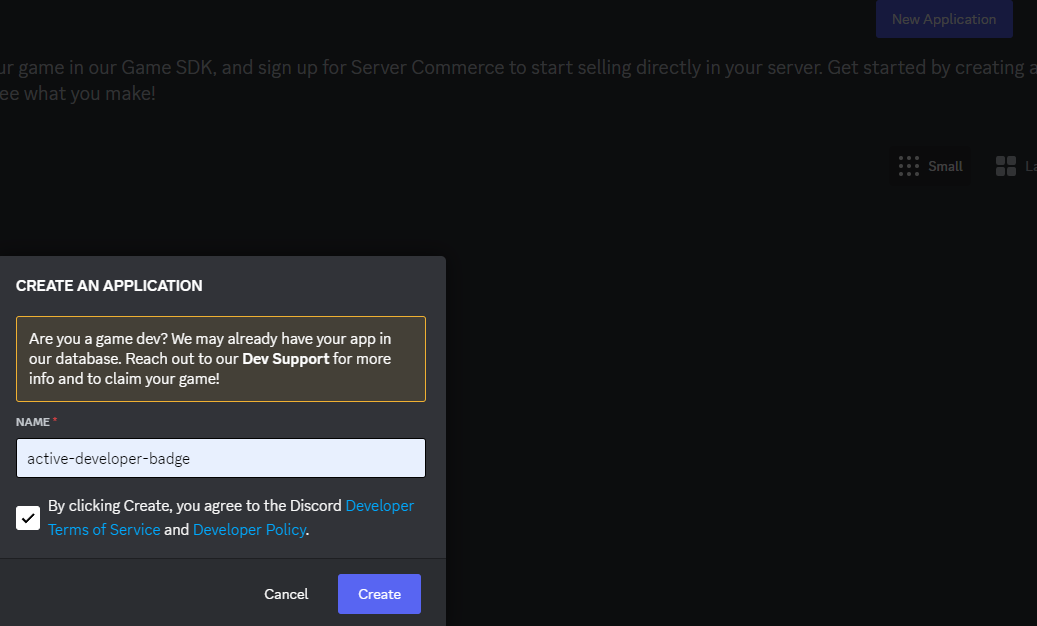 New Application
ur game in our Game SDK, and sign up for Server Commerce to start selling directly in your server. Get started by creating a
ee what you make!
Small
La
CREATE AN APPLICATION
Are you a game dev? We may already have your app in
our database. Reach out to our Dev Support for more
info and to claim your game!
NAME *
active-developer-badge
By clicking Create, you agree to the Discord Developer
Terms of Service and Developer Policy.
Cancel
Create